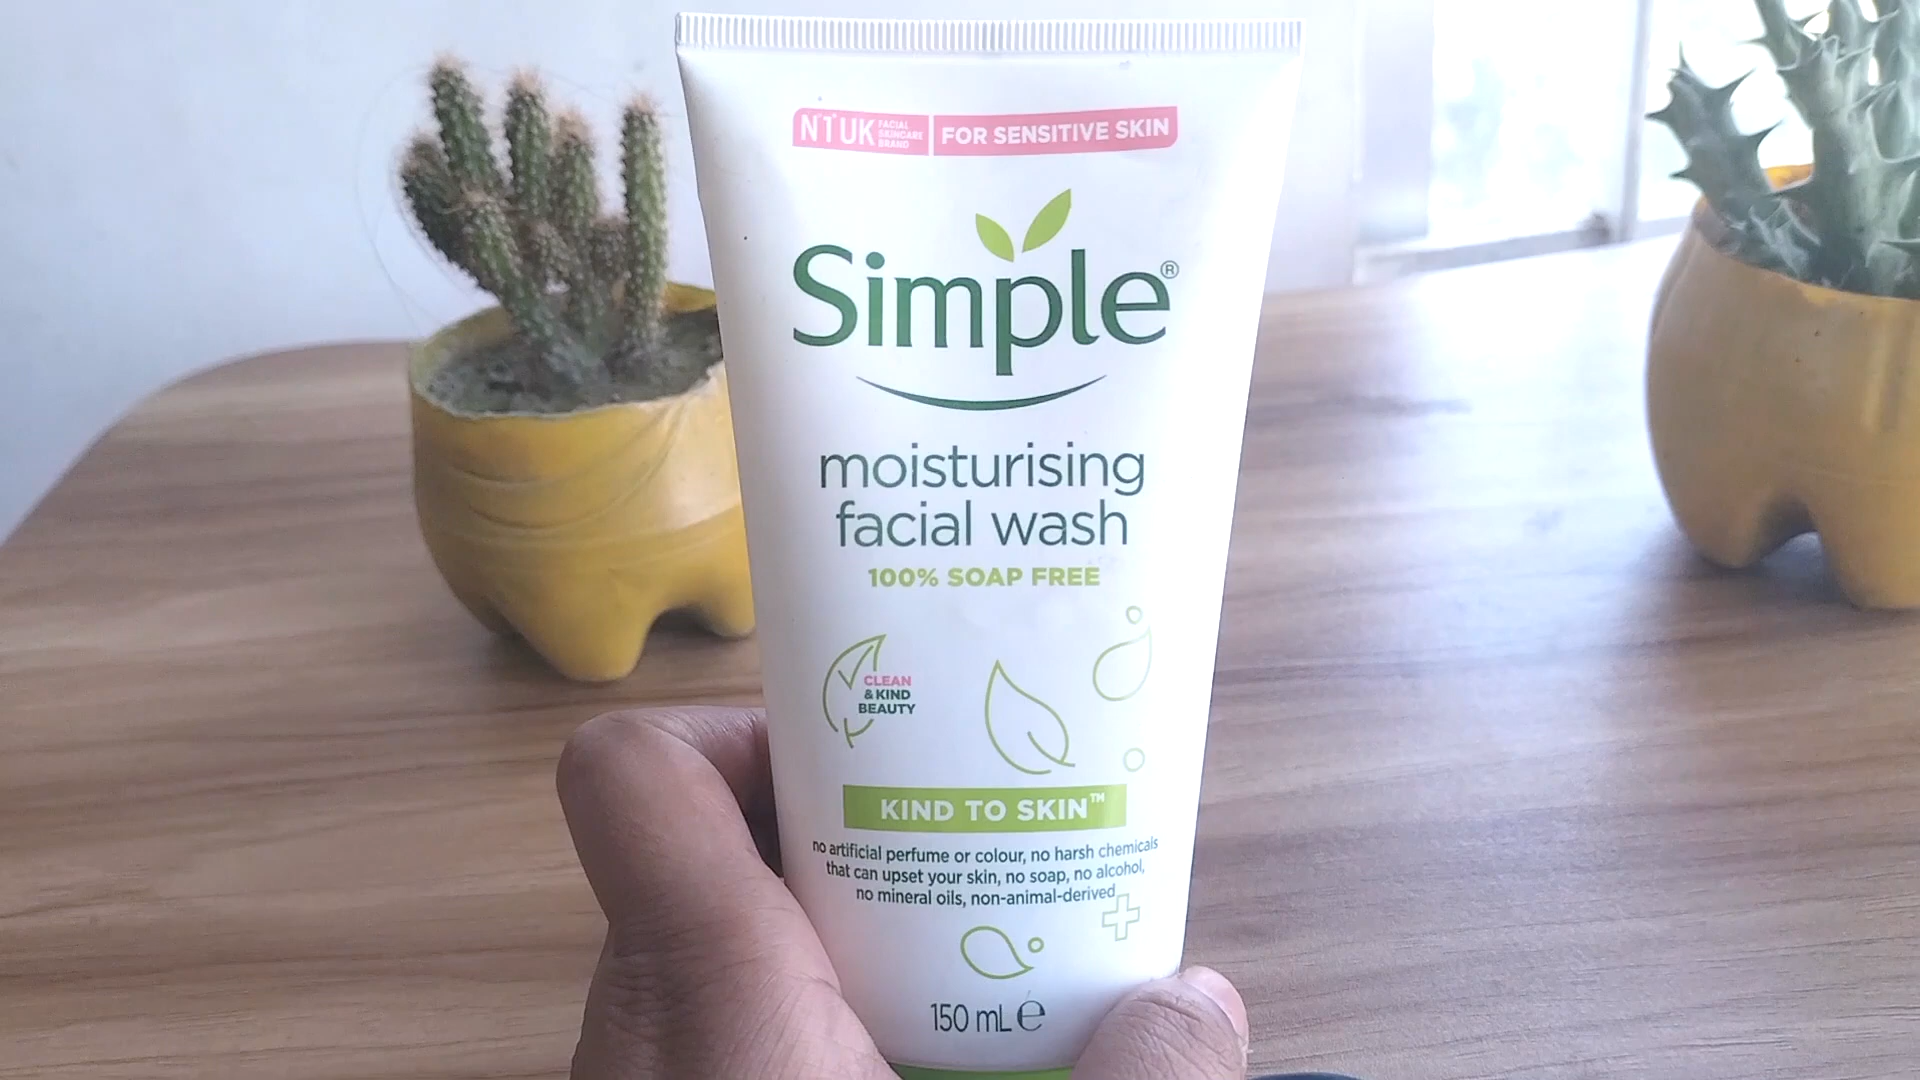 N°1 UK FACIAL SKINCARE BRAND FOR SENSITIVE SKIN
Simple®
moisturising
facial wash
100% SOAP FREE
CLEAN
& KIND
BEAUTY
KIND TO SKIN™
no artificial perfume or colour, no harsh chemicals
that can upset your skin, no soap, no alcohol,
no mineral oils, non-animal-derived
150 mL ℮